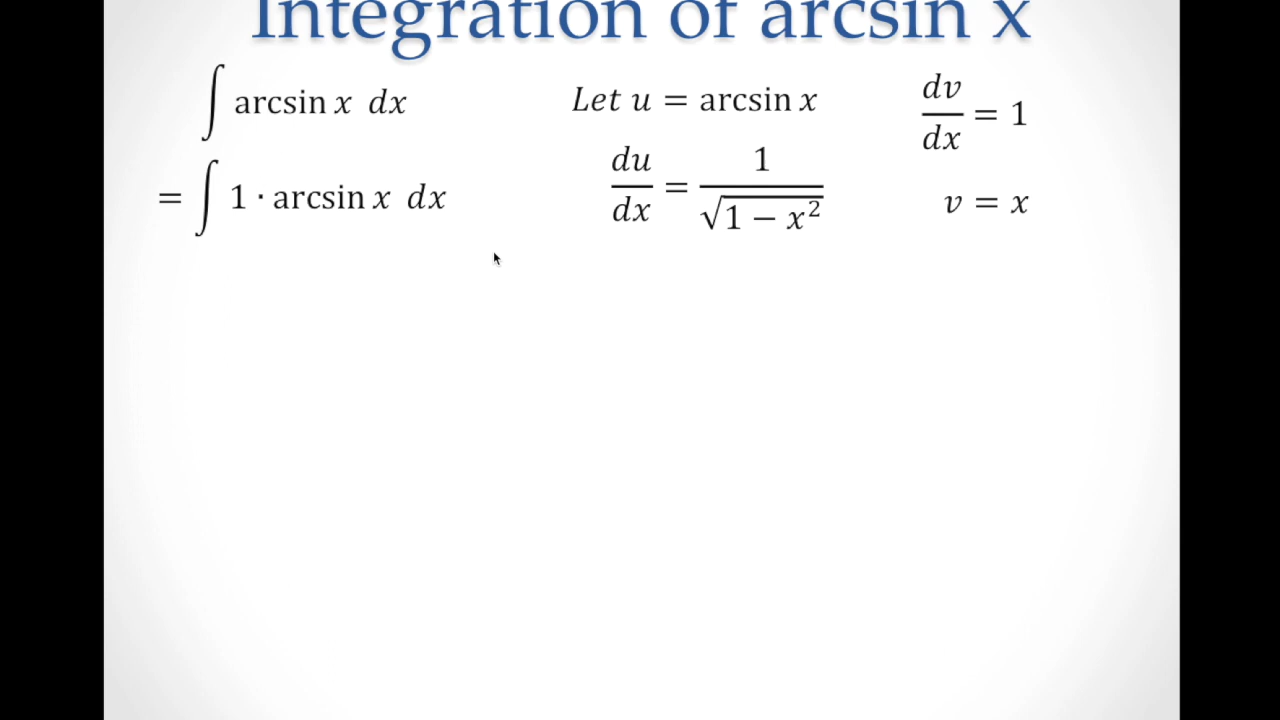 Integration of arcsin x
∫ arcsin x dx
= ∫ 1 · arcsin x dx
Let u = arcsin x
du/dx = 1/√(1 − x²)
dv/dx = 1
v = x